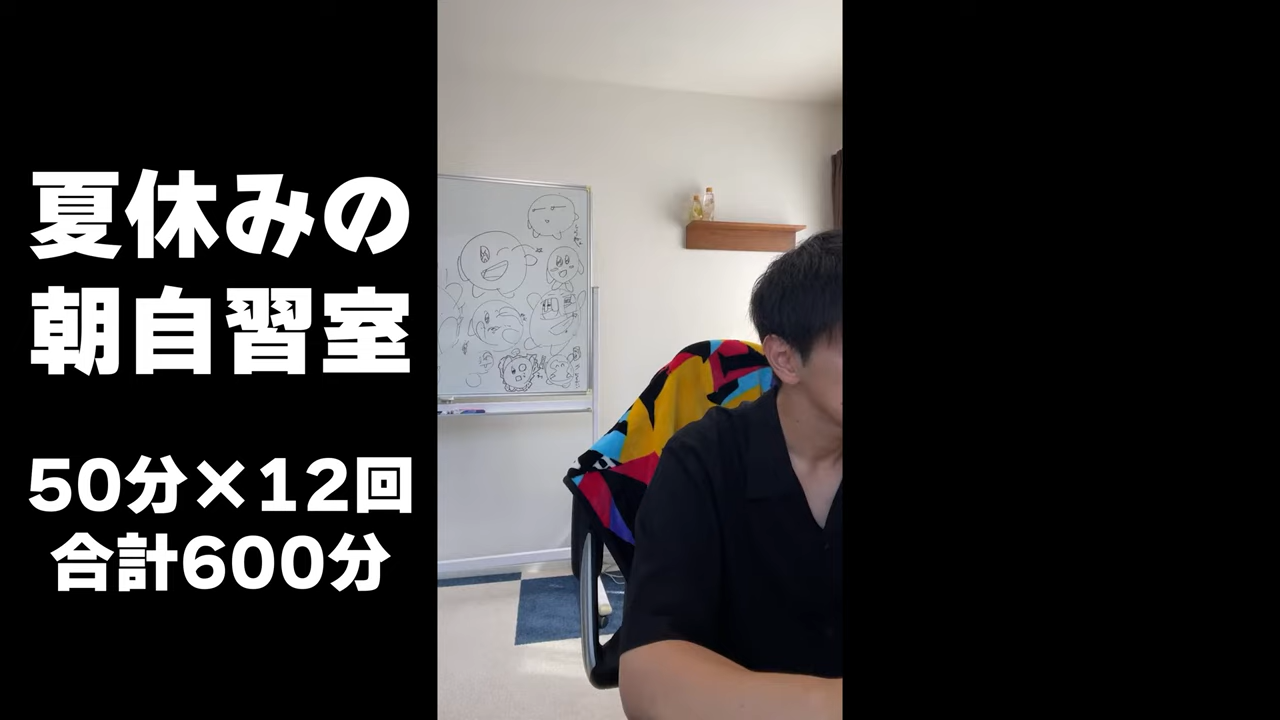 夏休みの
朝自習室
50分×12回
合計600分